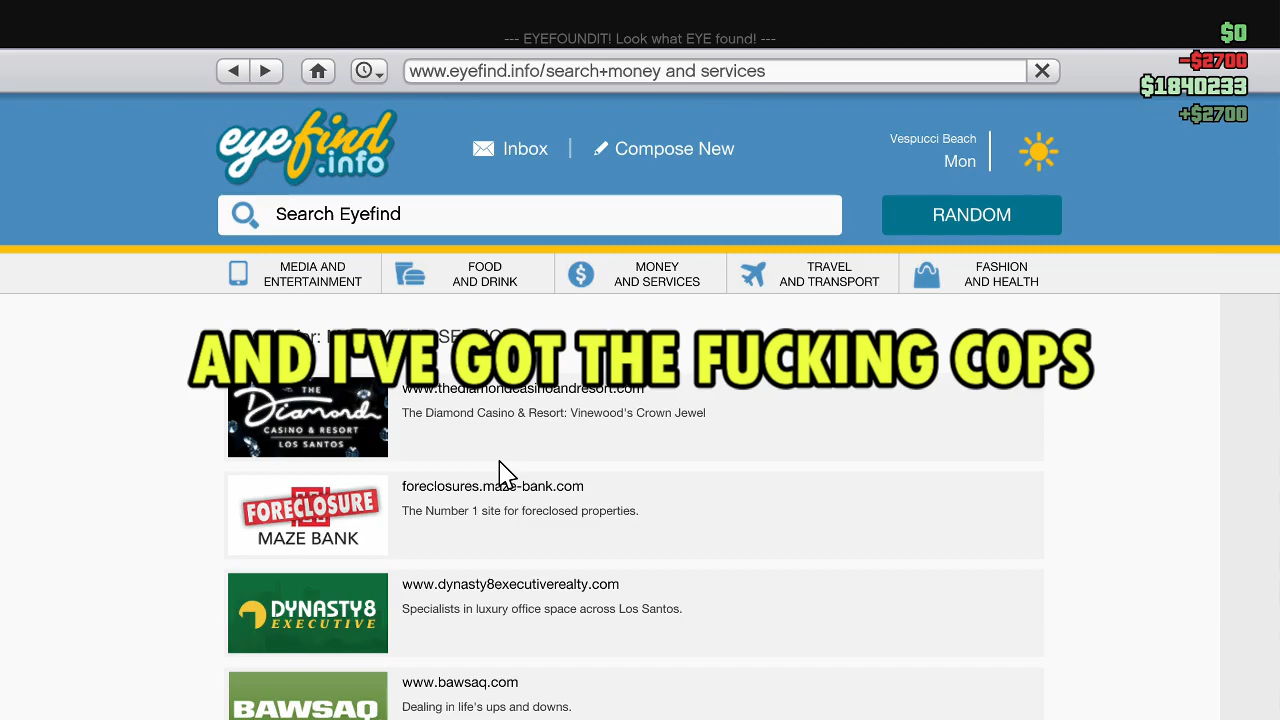 --- EYEFOUNDIT! Look what EYE found! ---
$0
-$2700
$1840233
+$2700
www.eyefind.info/search+money and services
eyefind
.info
Inbox
Compose New
Vespucci Beach
Mon
Search Eyefind
RANDOM
MEDIA AND
ENTERTAINMENT
FOOD
AND DRINK
MONEY
AND SERVICES
TRAVEL
AND TRANSPORT
FASHION
AND HEALTH
AND I'VE GOT THE FUCKING COPS
THE
Diamond
CASINO & RESORT
LOS SANTOS
www.thediamondcasinoandresort.com
The Diamond Casino & Resort: Vinewood's Crown Jewel
FORECLOSURE
MAZE BANK
foreclosures.maze-bank.com
The Number 1 site for foreclosed properties.
DYNASTY8
EXECUTIVE
www.dynasty8executiverealty.com
Specialists in luxury office space across Los Santos.
BAWSAQ
www.bawsaq.com
Dealing in life's ups and downs.